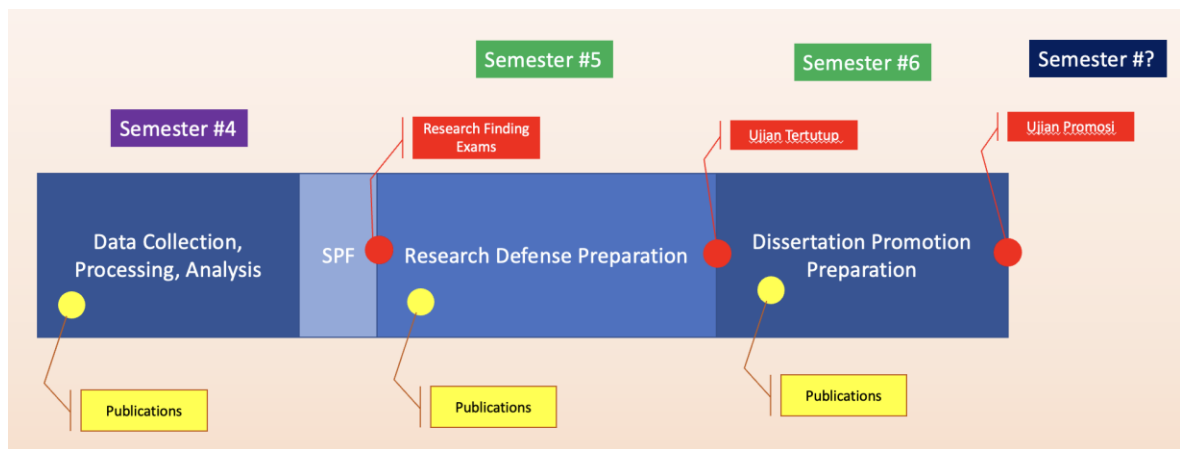 Semester #4
Semester #5
Semester #6
Semester #?
Research Finding
Exams
Ujian Tertutup
Ujian Promosi
Data Collection,
Processing, Analysis
SPF
Research Defense Preparation
Dissertation Promotion
Preparation
Publications
Publications
Publications